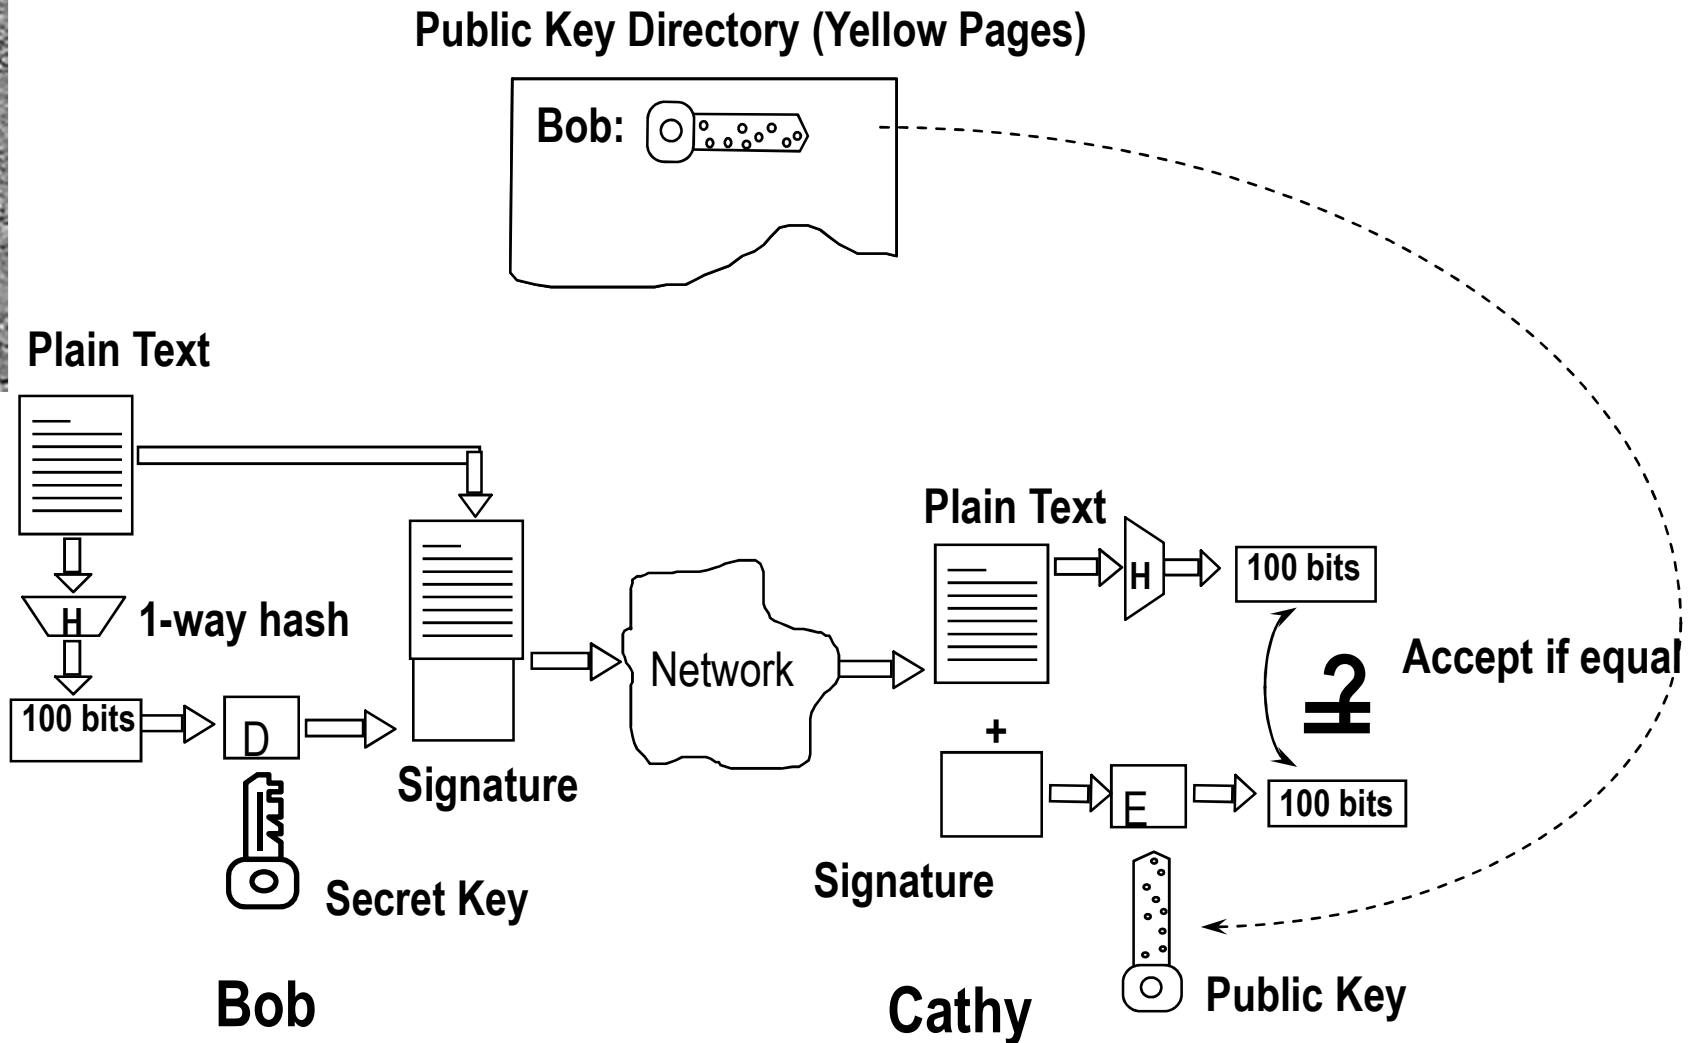 Public Key Directory (Yellow Pages)
Bob:
Plain Text
H
1-way hash
100 bits
D
Signature
Secret Key
Bob
Network
Plain Text
H
100 bits
=?
Accept if equal
+
E
100 bits
Signature
Public Key
Cathy